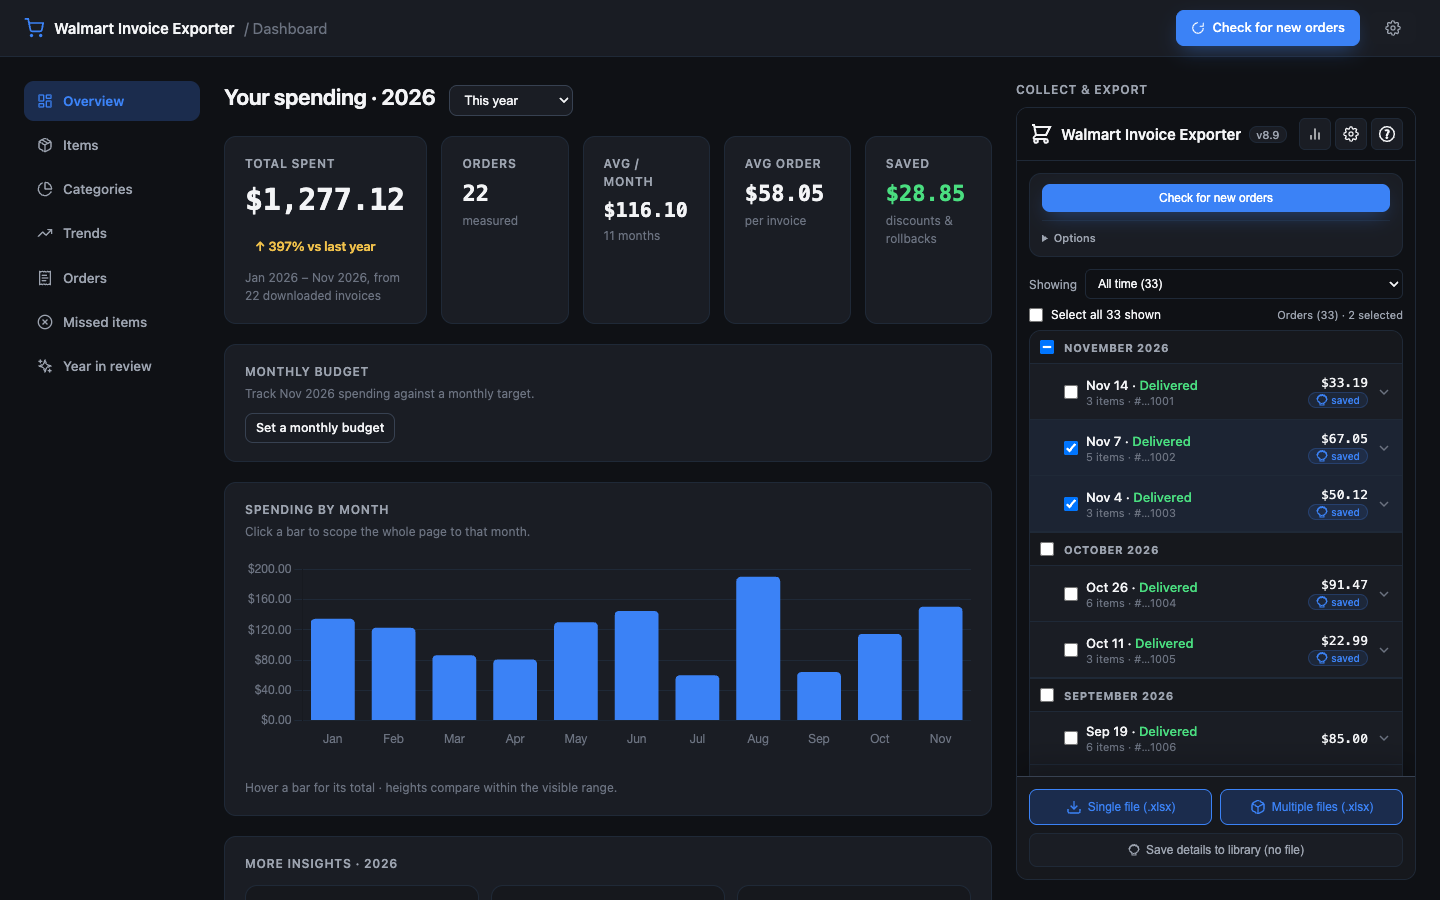 Walmart Invoice Exporter / Dashboard
Check for new orders
Overview
Items
Categories
Trends
Orders
Missed items
Year in review
Your spending · 2026
This year
TOTAL SPENT
$1,277.12
↑ 397% vs last year
Jan 2026 – Nov 2026, from
22 downloaded invoices
ORDERS
22
measured
AVG /
MONTH
$116.10
11 months
AVG ORDER
$58.05
per invoice
SAVED
$28.85
discounts &
rollbacks
MONTHLY BUDGET
Track Nov 2026 spending against a monthly target.
Set a monthly budget
SPENDING BY MONTH
Click a bar to scope the whole page to that month.
$200.00
$160.00
$120.00
$80.00
$40.00
$0.00
Jan Feb Mar Apr May Jun Jul Aug Sep Oct Nov
Hover a bar for its total · heights compare within the visible range.
MORE INSIGHTS · 2026
COLLECT & EXPORT
Walmart Invoice Exporter v8.9
Check for new orders
Options
Showing All time (33)
Select all 33 shown Orders (33) · 2 selected
NOVEMBER 2026
Nov 14 · Delivered $33.19
3 items · #...1001 saved
Nov 7 · Delivered $67.05
5 items · #...1002 saved
Nov 4 · Delivered $50.12
3 items · #...1003 saved
OCTOBER 2026
Oct 26 · Delivered $91.47
6 items · #...1004 saved
Oct 11 · Delivered $22.99
3 items · #...1005 saved
SEPTEMBER 2026
Sep 19 · Delivered $85.00
6 items · #...1006
Single file (.xlsx)
Multiple files (.xlsx)
Save details to library (no file)